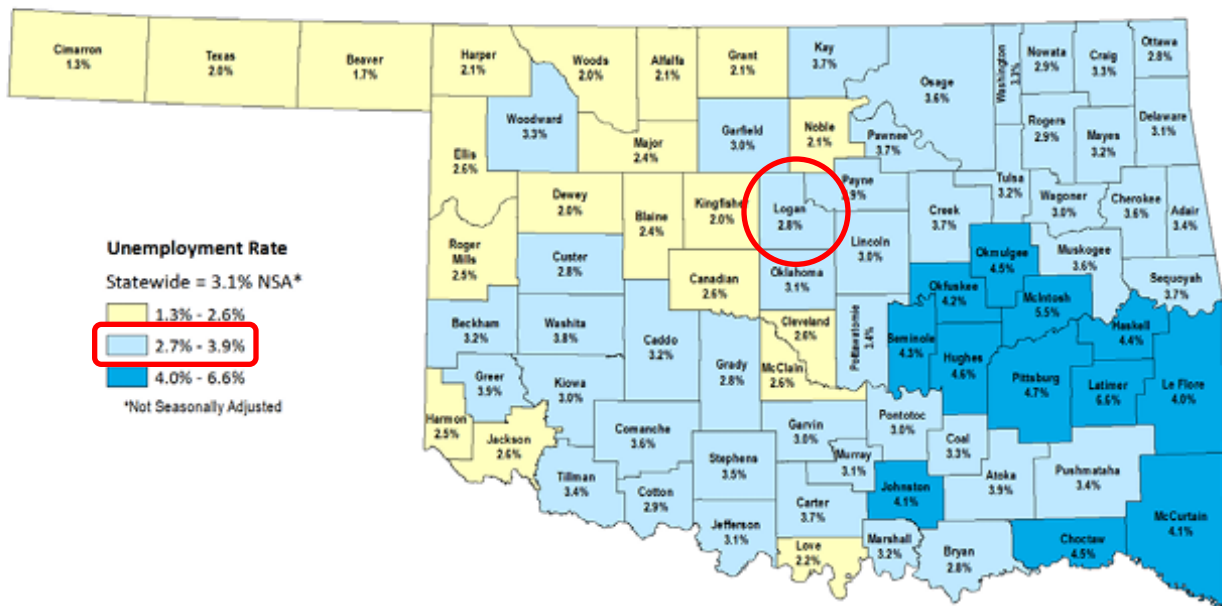 Cimarron
1.3%
Texas
2.0%
Beaver
1.7%
Harper
2.1%
Woods
2.0%
Alfalfa
2.1%
Grant
2.1%
Kay
3.7%
Osage
3.6%
Washington
3.3%
Nowata
2.9%
Craig
3.3%
Ottawa
2.8%
Woodward
3.3%
Ellis
2.6%
Major
2.4%
Garfield
3.0%
Noble
2.1%
Pawnee
3.7%
Rogers
2.9%
Mayes
3.2%
Delaware
3.1%
Dewey
2.0%
Blaine
2.4%
Kingfisher
2.0%
Logan
2.8%
Payne
2.9%
Creek
3.7%
Tulsa
3.2%
Wagoner
3.0%
Cherokee
3.6%
Adair
3.4%
Roger
Mills
2.5%
Custer
2.8%
Canadian
2.6%
Oklahoma
3.1%
Lincoln
3.0%
Okmulgee
4.5%
Muskogee
3.6%
Sequoyah
3.7%
Okfuskee
4.2%
McIntosh
5.5%
Haskell
4.4%
Beckham
3.2%
Washita
3.8%
Caddo
3.2%
Grady
2.8%
Cleveland
2.6%
McClain
2.6%
Pottawatomie
3.4%
Seminole
4.3%
Hughes
4.6%
Pittsburg
4.7%
Latimer
6.6%
Le Flore
4.0%
Greer
3.9%
Kiowa
3.0%
Harmon
2.5%
Jackson
2.6%
Comanche
3.6%
Garvin
3.0%
Pontotoc
3.0%
Coal
3.3%
Murray
3.1%
Stephens
3.5%
Tillman
3.4%
Cotton
2.9%
Jefferson
3.1%
Carter
3.7%
Johnston
4.1%
Atoka
3.9%
Pushmataha
3.4%
McCurtain
4.1%
Choctaw
4.5%
Love
2.2%
Marshall
3.2%
Bryan
2.8%
Unemployment Rate
Statewide = 3.1% NSA*
1.3% - 2.6%
2.7% - 3.9%
4.0% - 6.6%
*Not Seasonally Adjusted